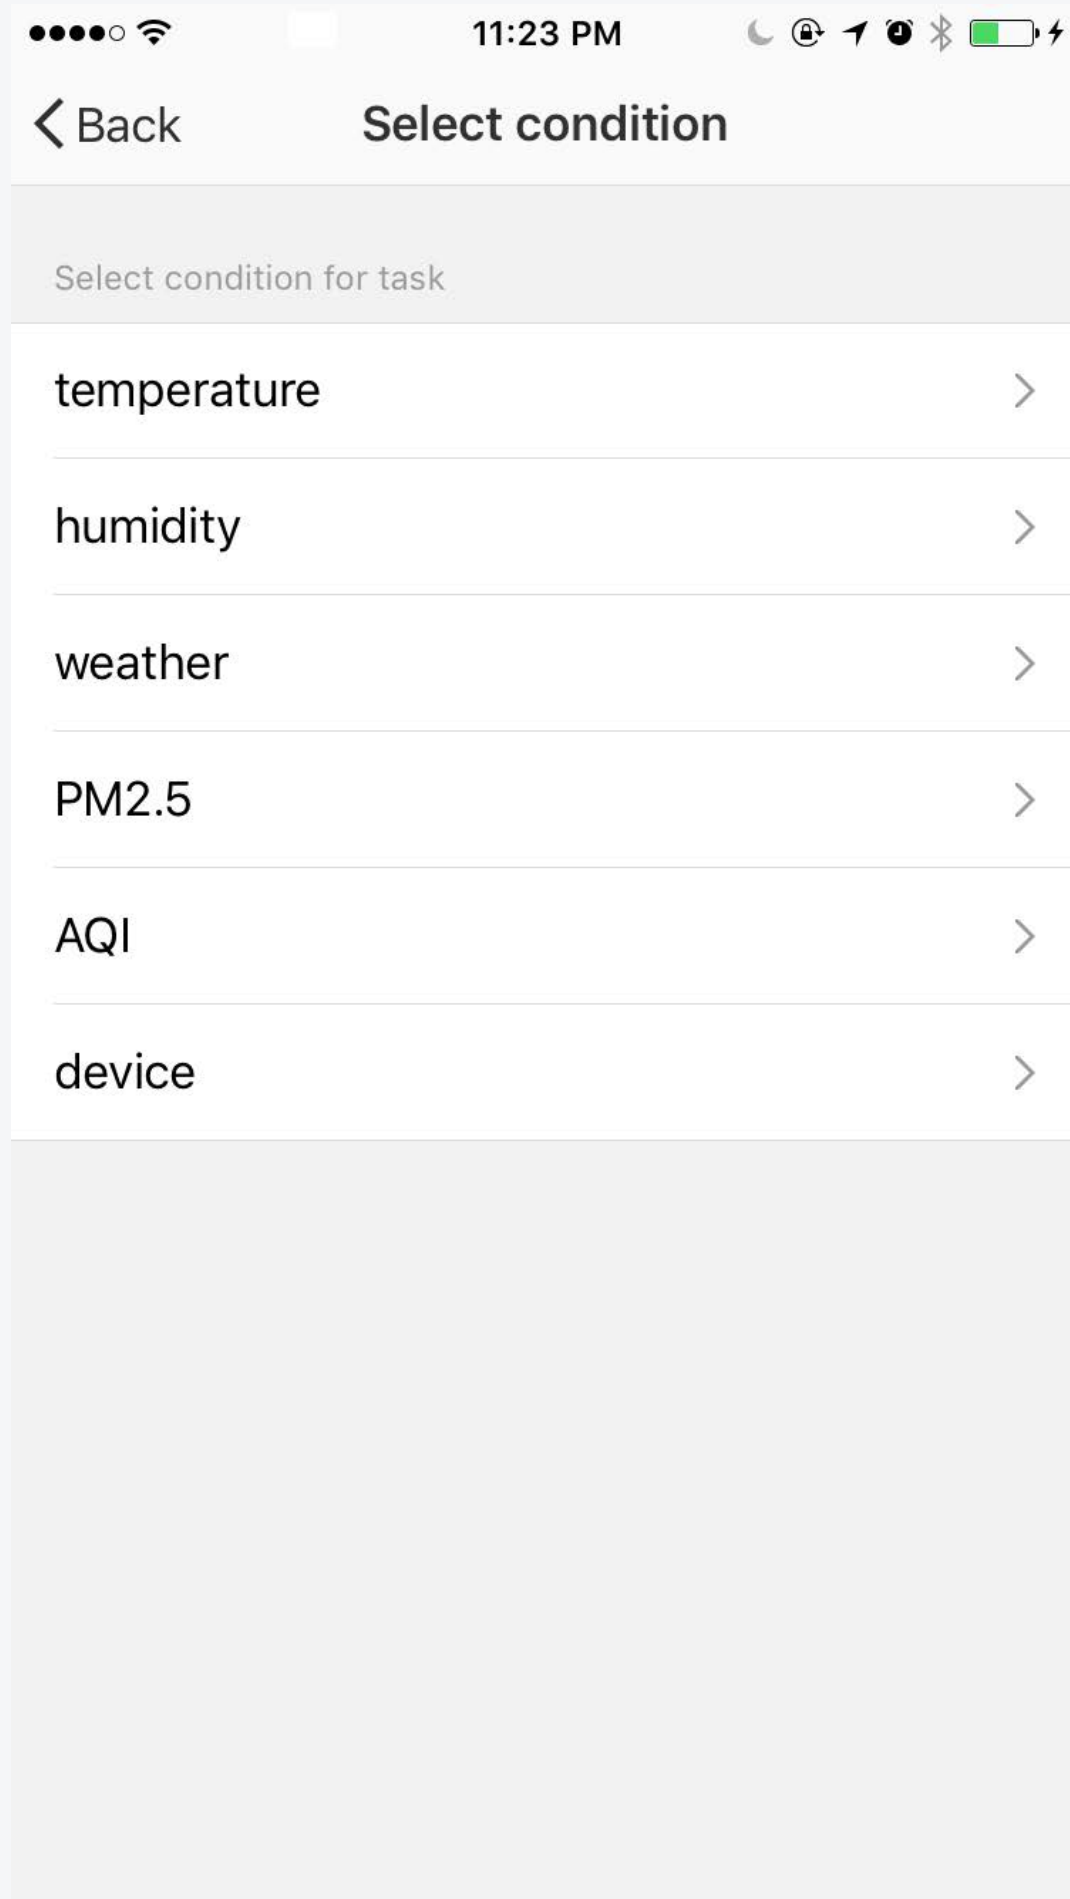 11:23 PM
Back
Select condition
Select condition for task
temperature
humidity
weather
PM2.5
AQI
device